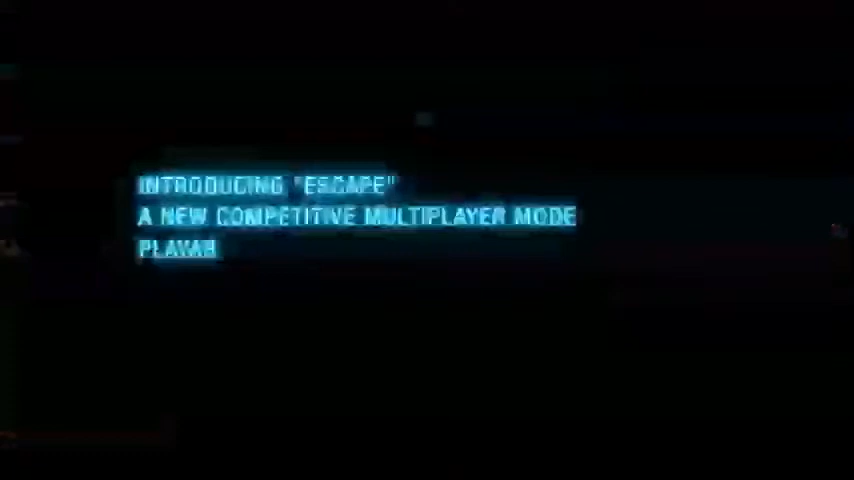 INTRODUCING "ESCAPE"
A NEW COMPETITIVE MULTIPLAYER MODE